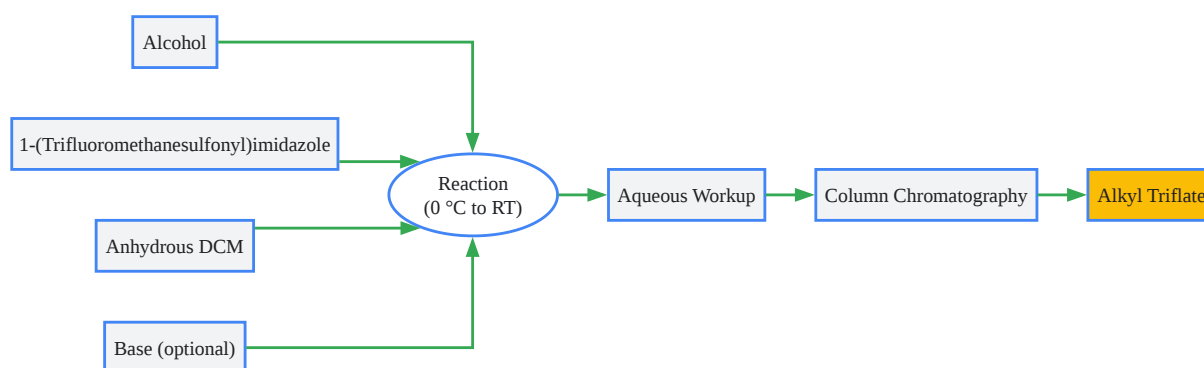 Alcohol
1-(Trifluoromethanesulfonyl)imidazole
Anhydrous DCM
Base (optional)
Reaction
(0 °C to RT)
Aqueous Workup
Column Chromatography
Alkyl Triflate